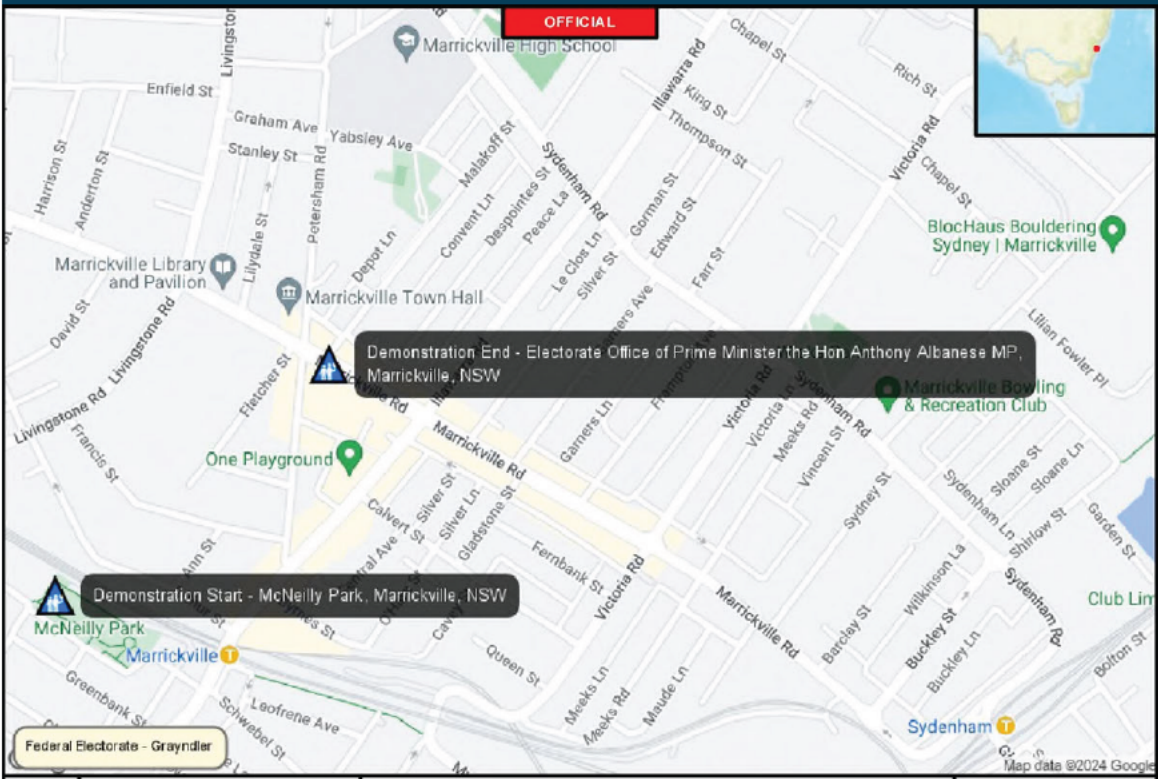 OFFICIAL
Marrickville High School
Livingston
Enfield St
Graham Ave
Yabsley Ave
Stanley St
Harrison St
Anderton St
Petersham Rd
Lilydale St
Malakoff St
Convent Ln
Despointes St
Peace La
Depot Ln
Sydenham Rd
Illawarra Rd
Chapel St
King St
Thompson St
Rich St
Victoria Rd
Chapel St
Gorman St
Edward St
Le Clos Ln
Silver St
Farr St
BlocHaus Bouldering
Sydney | Marrickville
Marrickville Library
and Pavilion
Marrickville Town Hall
David St
Livingstone Rd
Livingstone Rd
Fletcher St
Francis St
Lilian Fowler Pl
Demonstration End - Electorate Office of Prime Minister the Hon Anthony Albanese MP,
Marrickville, NSW
Marrickville Bowling
& Recreation Club
Victoria Rd
Victoria Ln
Meeks Rd
Vincent St
Sydenham Rd
Garners Ln
Marrickville Rd
One Playground
Calvert St
Silver St
Silver Ln
Gladstone St
Fernbank St
Victoria Rd
Sydney St
Sloane St
Sloane Ln
Sydenham Ln
Shirlow St
Garden St
Ann St
Demonstration Start - McNeilly Park, Marrickville, NSW
McNeilly Park
Marrickville T
Greenbank St
Schwebel St
Leofrene Ave
Queen St
Meeks Ln
Meeks Rd
Maude Ln
Marrickville Rd
Barclay St
Wilkinson La
Buckley St
Buckley Ln
Sydenham Rd
Bolton St
Club Lim
Sydenham T
Federal Electorate - Grayndler
Map data ©2024 Google